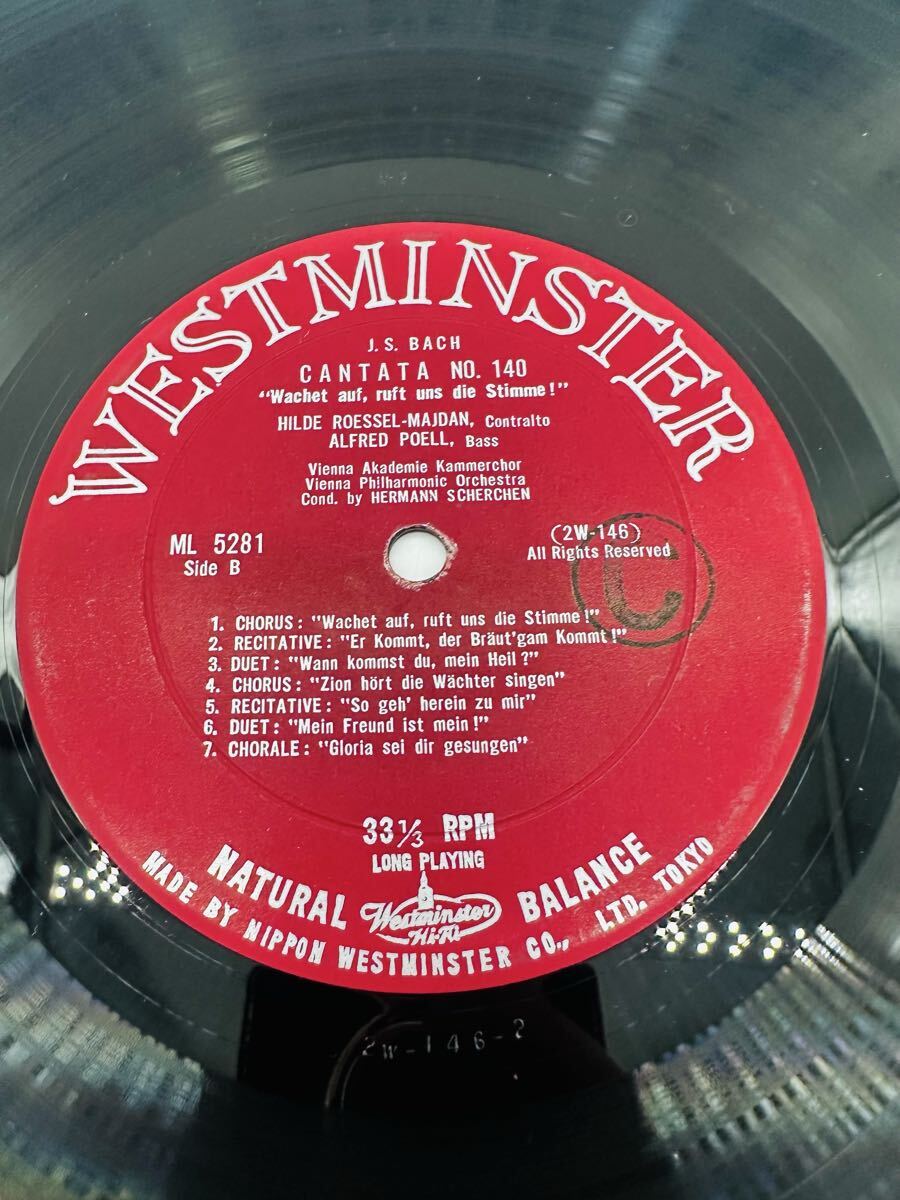 WESTMINSTER
J. S. BACH
CANTATA NO. 140
"Wachet auf, ruft uns die Stimme!"
HILDE ROESSEL-MAJDAN, Contralto
ALFRED POELL, Bass
Vienna Akademie Kammerchor
Vienna Philharmonic Orchestra
Cond. by HERMANN SCHERCHEN
ML 5281
Side B
(2W-146)
All Rights Reserved
C
1. CHORUS: "Wachet auf, ruft uns die Stimme!"
2. RECITATIVE: "Er Kommt, der Bräut'gam Kommt!"
3. DUET: "Wann kommst du, mein Heil?"
4. CHORUS: "Zion hört die Wächter singen"
5. RECITATIVE: "So geh' herein zu mir"
6. DUET: "Mein Freund ist mein!"
7. CHORALE: "Gloria sei dir gesungen"
33 1/3 RPM
LONG PLAYING
NATURAL BALANCE
Westminster
Hi-Fi
MADE BY NIPPON WESTMINSTER CO., LTD. TOKYO
2W-146-2